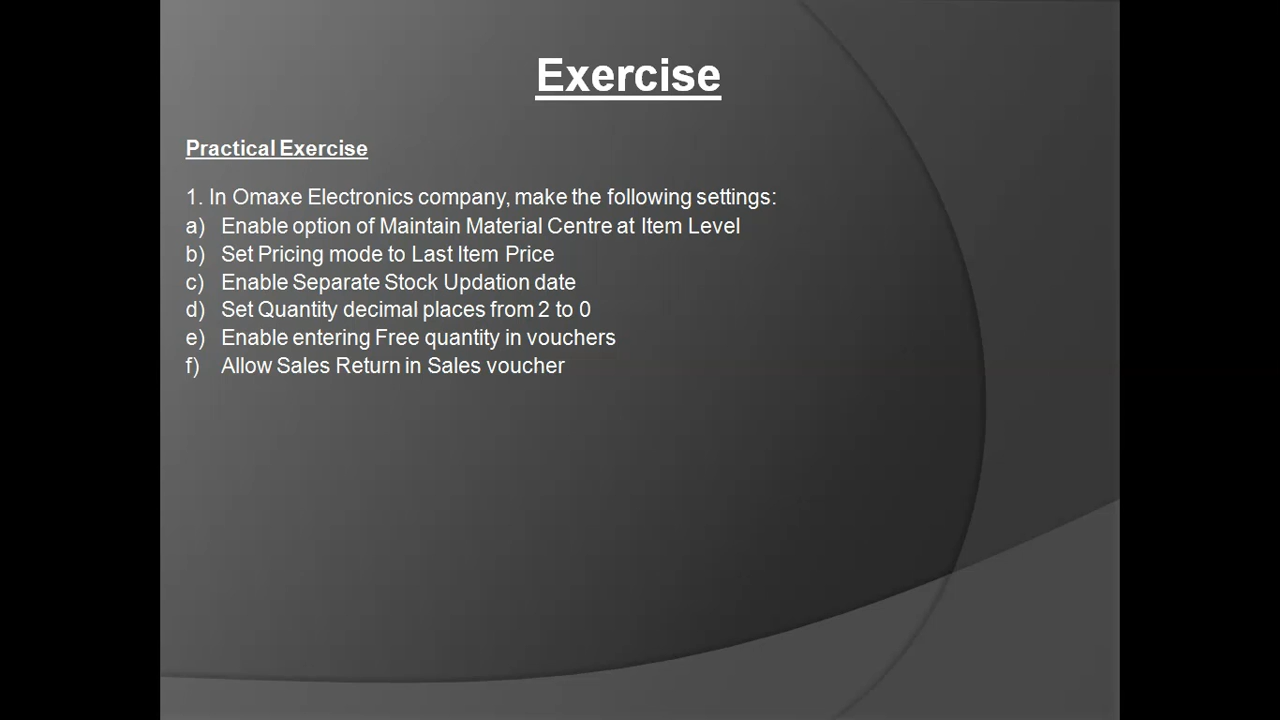 Exercise
Practical Exercise
1. In Omaxe Electronics company, make the following settings:
a) Enable option of Maintain Material Centre at Item Level
b) Set Pricing mode to Last Item Price
c) Enable Separate Stock Updation date
d) Set Quantity decimal places from 2 to 0
e) Enable entering Free quantity in vouchers
f) Allow Sales Return in Sales voucher